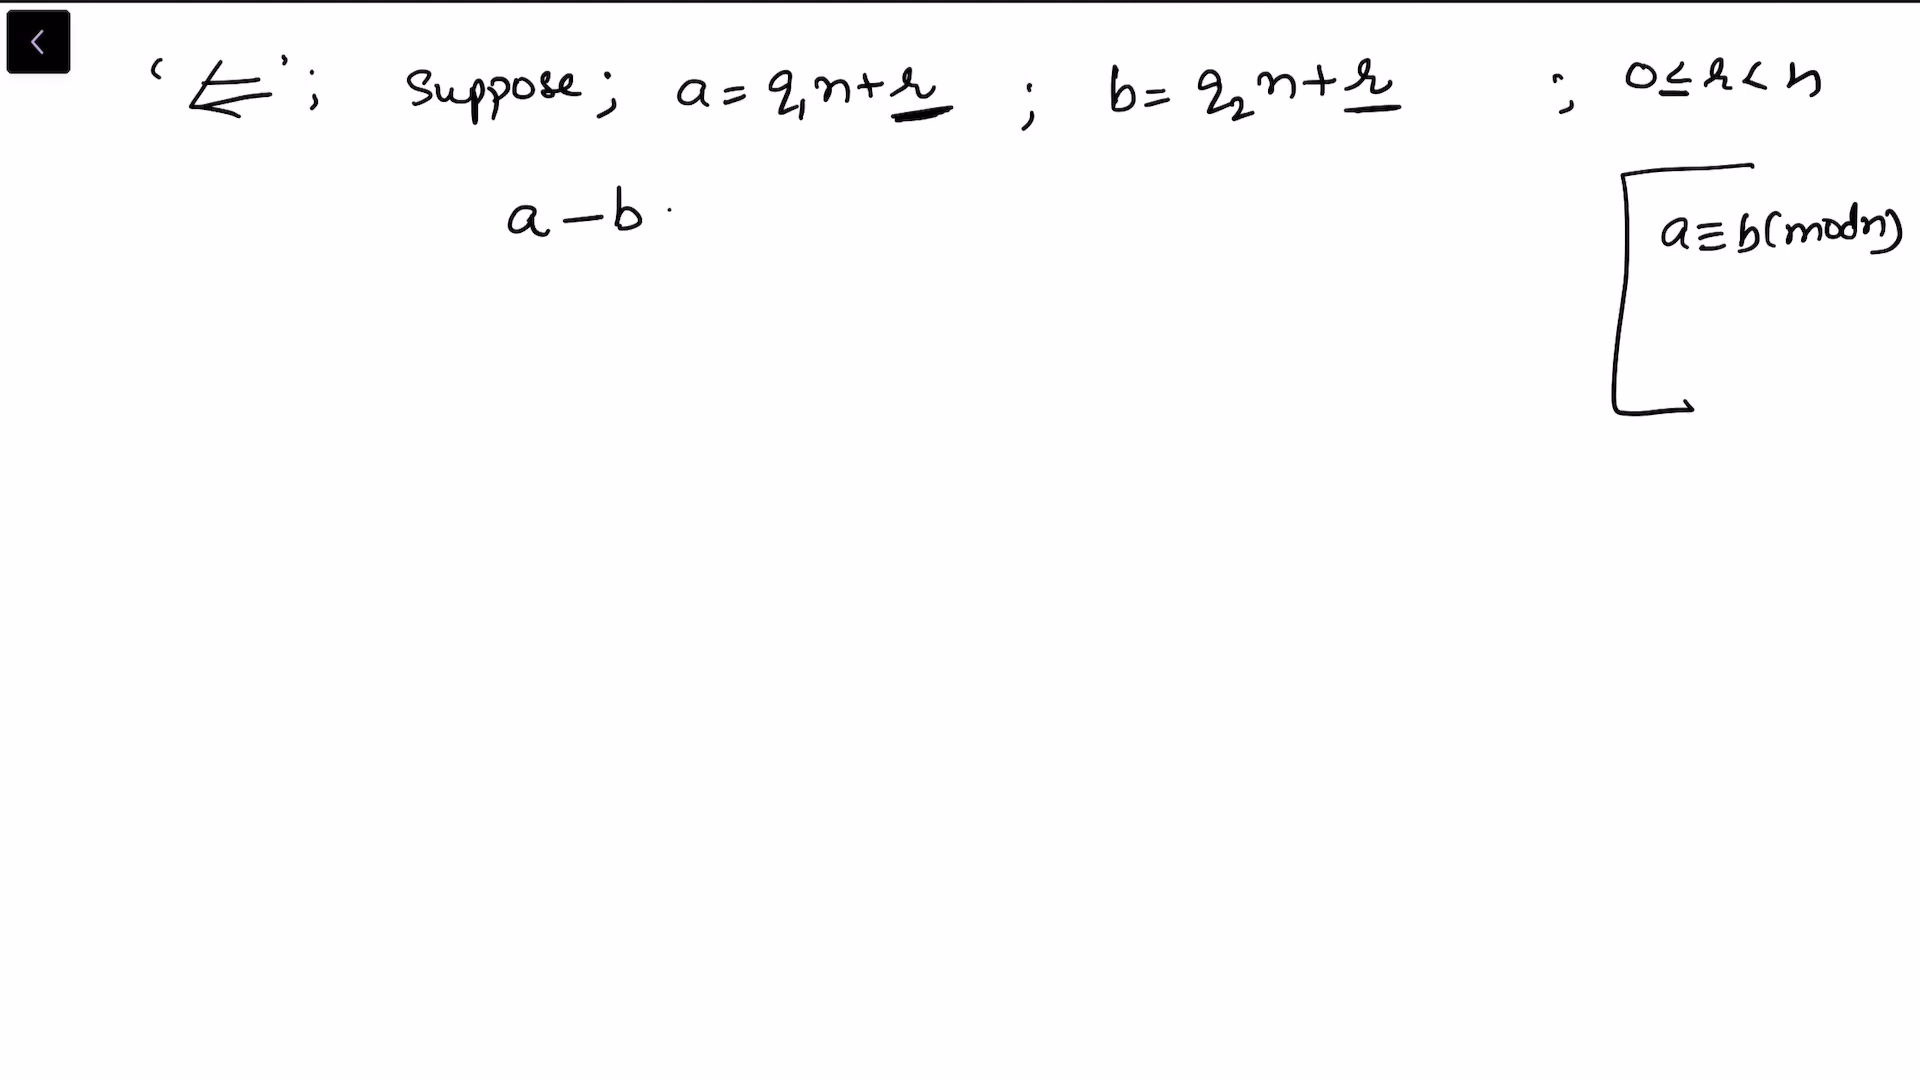 ‘⇐’; Suppose; a = q₁n + r ; b = q₂n + r ; 0 ≤ r < n
a – b
a ≡ b (mod n)